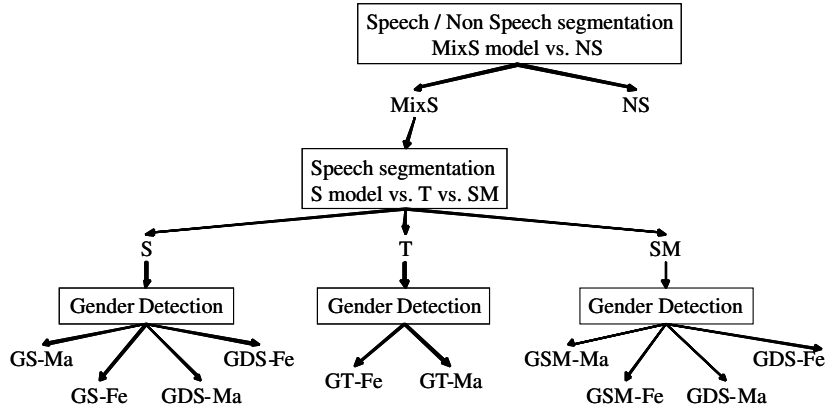 Speech / Non Speech segmentation
MixS model vs. NS
MixS
NS
Speech segmentation
S model vs. T vs. SM
S
T
SM
Gender Detection
Gender Detection
Gender Detection
GS-Ma
GS-Fe
GDS-Ma
GDS-Fe
GT-Fe
GT-Ma
GSM-Ma
GSM-Fe
GDS-Ma
GDS-Fe